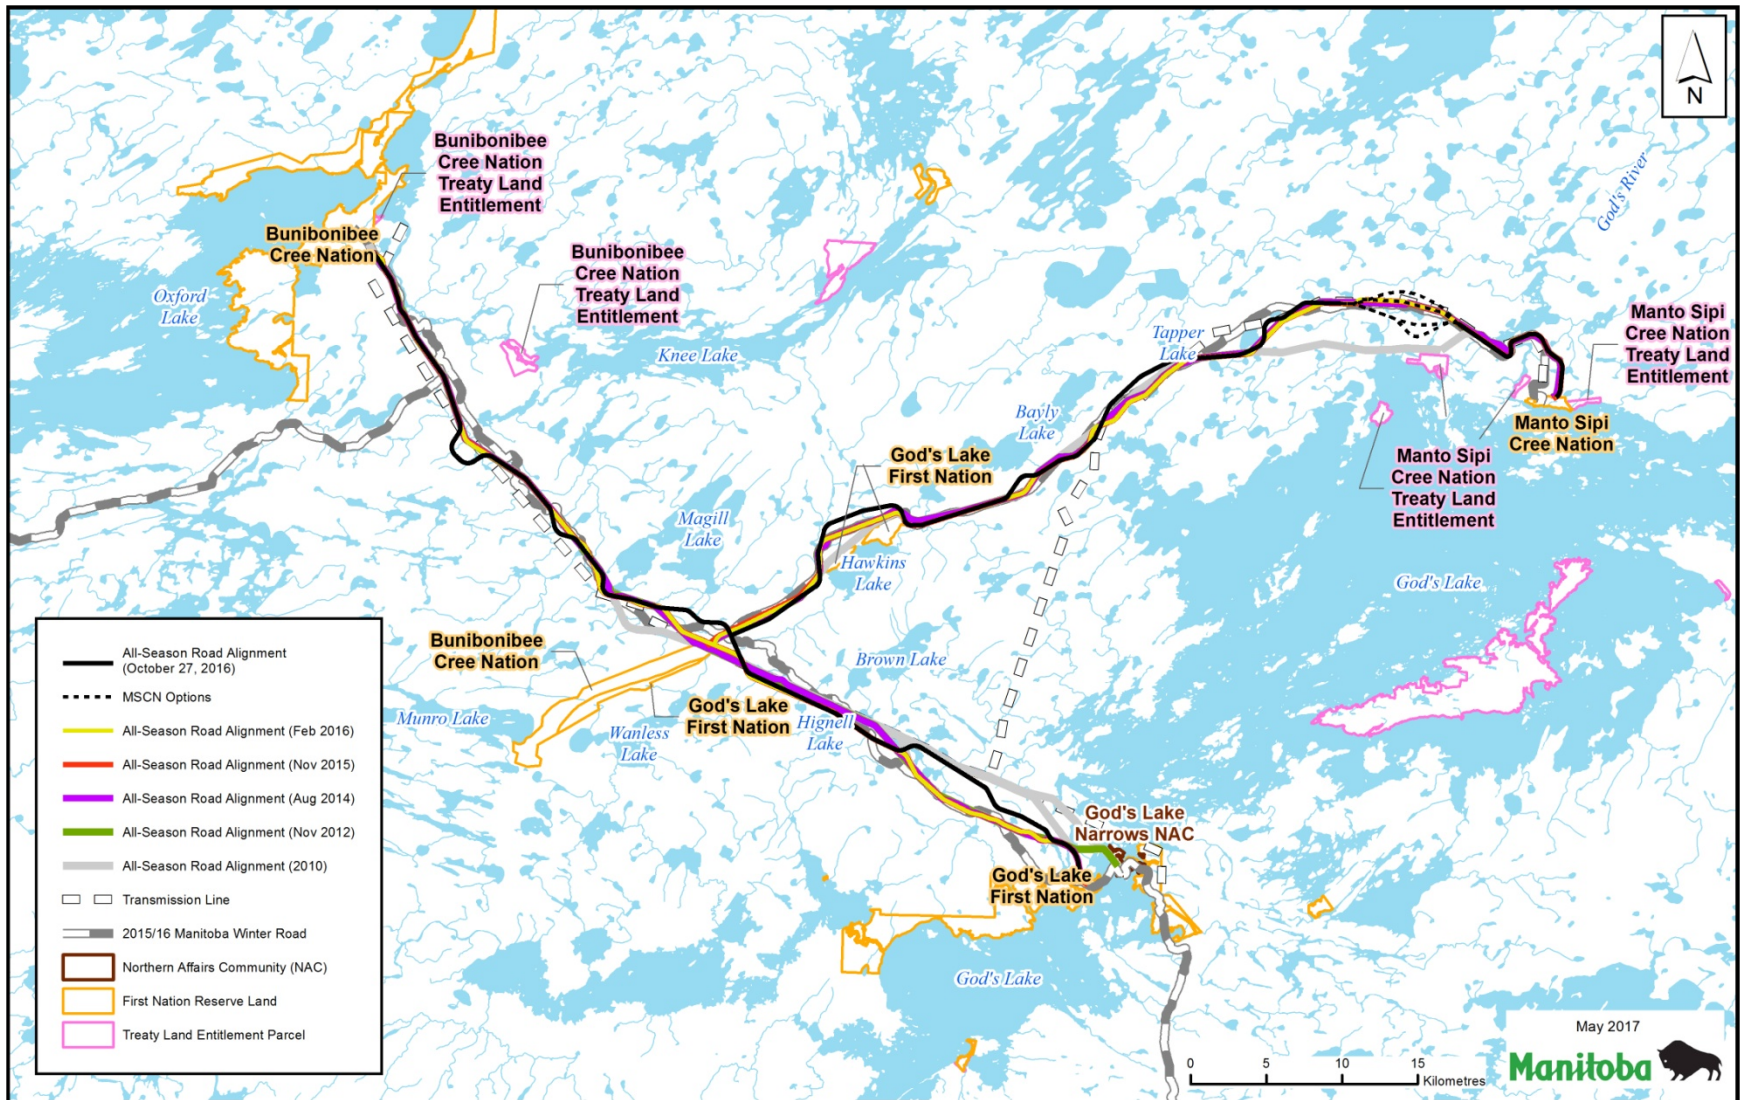 N
Bunibonibee
Cree Nation
Treaty Land
Entitlement
God's River
Bunibonibee
Cree Nation
Bunibonibee
Cree Nation
Treaty Land
Entitlement
Oxford
Lake
Knee Lake
Tapper
Lake
Manto Sipi
Cree Nation
Treaty Land
Entitlement
Bayly
Lake
Manto Sipi
Cree Nation
God's Lake
First Nation
Manto Sipi
Cree Nation
Treaty Land
Entitlement
Magill
Lake
Hawkins
Lake
God's Lake
Bunibonibee
Cree Nation
Brown Lake
Munro Lake
God's Lake
First Nation
Wanless
Lake
Hignell
Lake
God's Lake
Narrows NAC
God's Lake
First Nation
God's Lake
All-Season Road Alignment
(October 27, 2016)
MSCN Options
All-Season Road Alignment (Feb 2016)
All-Season Road Alignment (Nov 2015)
All-Season Road Alignment (Aug 2014)
All-Season Road Alignment (Nov 2012)
All-Season Road Alignment (2010)
Transmission Line
2015/16 Manitoba Winter Road
Northern Affairs Community (NAC)
First Nation Reserve Land
Treaty Land Entitlement Parcel
0 5 10 15
Kilometres
May 2017
Manitoba